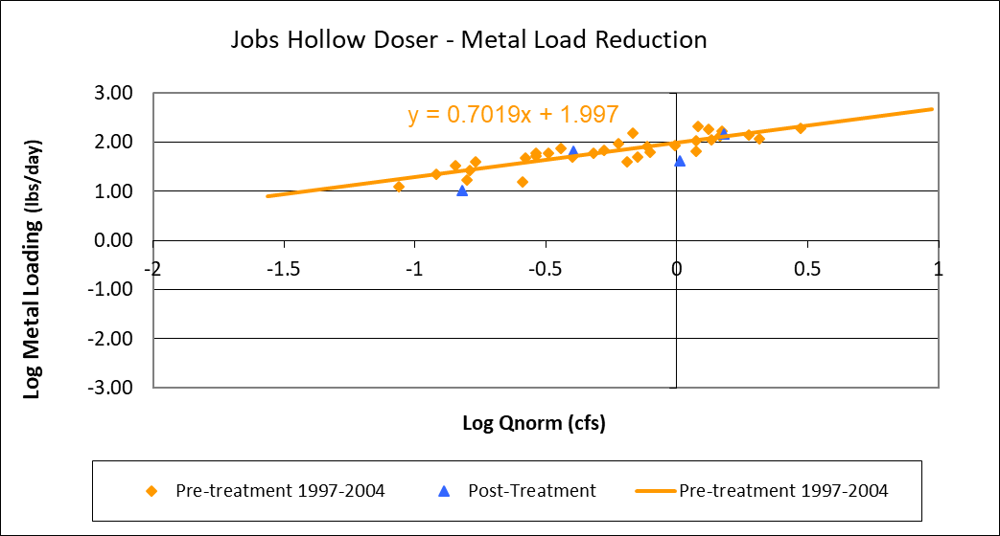 Jobs Hollow Doser - Metal Load Reduction
y = 0.7019x + 1.997
3.00
2.00
1.00
0.00
-1.00
-2.00
-3.00
-2 -1.5 -1 -0.5 0 0.5 1
Log Metal Loading (lbs/day)
Log Qnorm (cfs)
Pre-treatment 1997-2004 Post-Treatment Pre-treatment 1997-2004